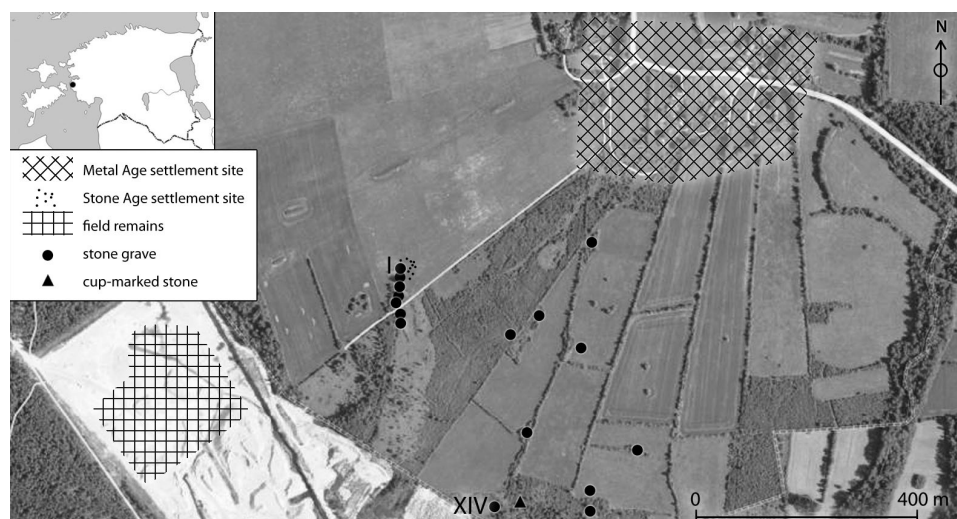 N
Metal Age settlement site
Stone Age settlement site
field remains
stone grave
cup-marked stone
I
XIV
0
400 m